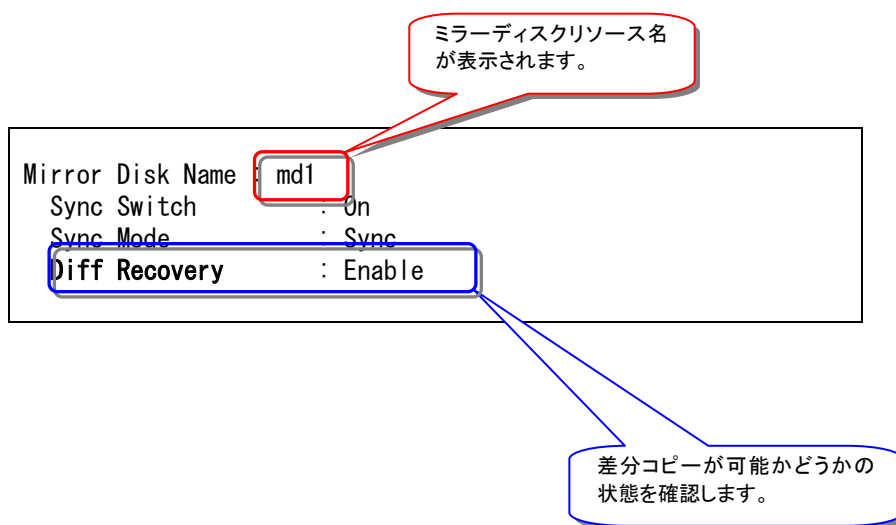 ミラーディスクリソース名
が表示されます。
Mirror Disk Name : md1
Sync Switch : On
Sync Mode : Sync
Diff Recovery : Enable
差分コピーが可能かどうかの
状態を確認します。